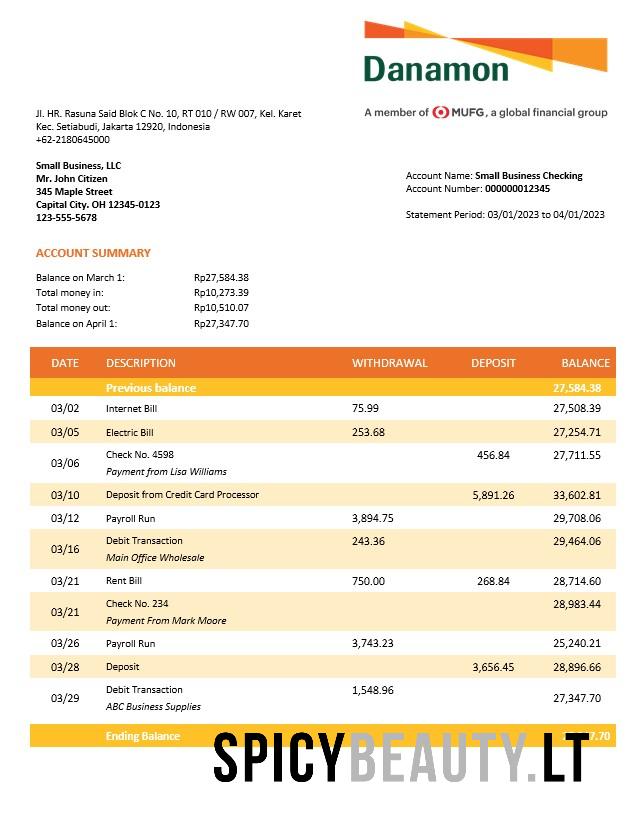 Danamon
A member of MUFG, a global financial group
Jl. HR. Rasuna Said Blok C No. 10, RT 010 / RW 007, Kel. Karet
Kec. Setiabudi, Jakarta 12920, Indonesia
+62-2180645000
Small Business, LLC
Mr. John Citizen
345 Maple Street
Capital City. OH 12345-0123
123-555-5678
Account Name: Small Business Checking
Account Number: 000000012345
Statement Period: 03/01/2023 to 04/01/2023
ACCOUNT SUMMARY
Balance on March 1: Rp27,584.38
Total money in: Rp10,273.39
Total money out: Rp10,510.07
Balance on April 1: Rp27,347.70
DATE DESCRIPTION WITHDRAWAL DEPOSIT BALANCE
Previous balance 27,584.38
03/02 Internet Bill 75.99 27,508.39
03/05 Electric Bill 253.68 27,254.71
03/06 Check No. 4598 456.84 27,711.55
Payment from Lisa Williams
03/10 Deposit from Credit Card Processor 5,891.26 33,602.81
03/12 Payroll Run 3,894.75 29,708.06
03/16 Debit Transaction 243.36 29,464.06
Main Office Wholesale
03/21 Rent Bill 750.00 268.84 28,714.60
03/21 Check No. 234 28,983.44
Payment From Mark Moore
03/26 Payroll Run 3,743.23 25,240.21
03/28 Deposit 3,656.45 28,896.66
03/29 Debit Transaction 1,548.96 27,347.70
ABC Business Supplies
Ending Balance
SPICYBEAUTY.LT